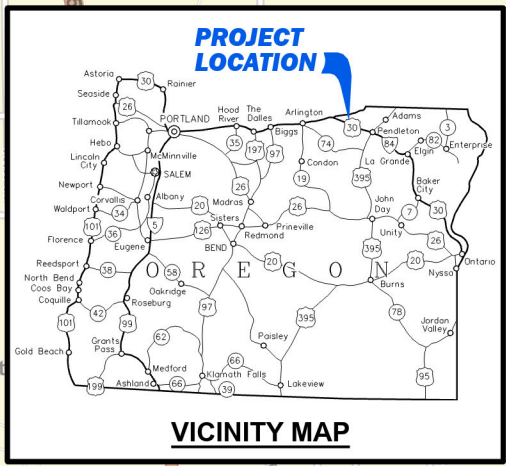 PROJECT
LOCATION
Astoria
30
Rainier
Seaside
26
Tillamook
PORTLAND
Hood
River
The
Dalles
Arlington
Biggs
30
Adams
Pendleton
3
82
84
Elgin
Enterprise
Hebo
35
197
97
74
La Grande
McMinnville
Lincoln
City
SALEM
Condon
19
395
Baker
City
Newport
26
Corvallis
Albany
20
Madras
26
John
Day
7
30
Waldport
34
Sisters
101
36
5
126
Prineville
Redmond
Unity
26
Florence
Eugene
BEND
395
20
Ontario
Reedsport
38
OREGON
58
20
Nyssa
North Bend
Coos Bay
Coquille
Oakridge
Burns
Roseburg
97
42
78
101
99
395
Jordan
Valley
62
Paisley
Gold Beach
Grants
Pass
66
Medford
Klamath Falls
95
199
Ashland
66
39
Lakeview
VICINITY MAP